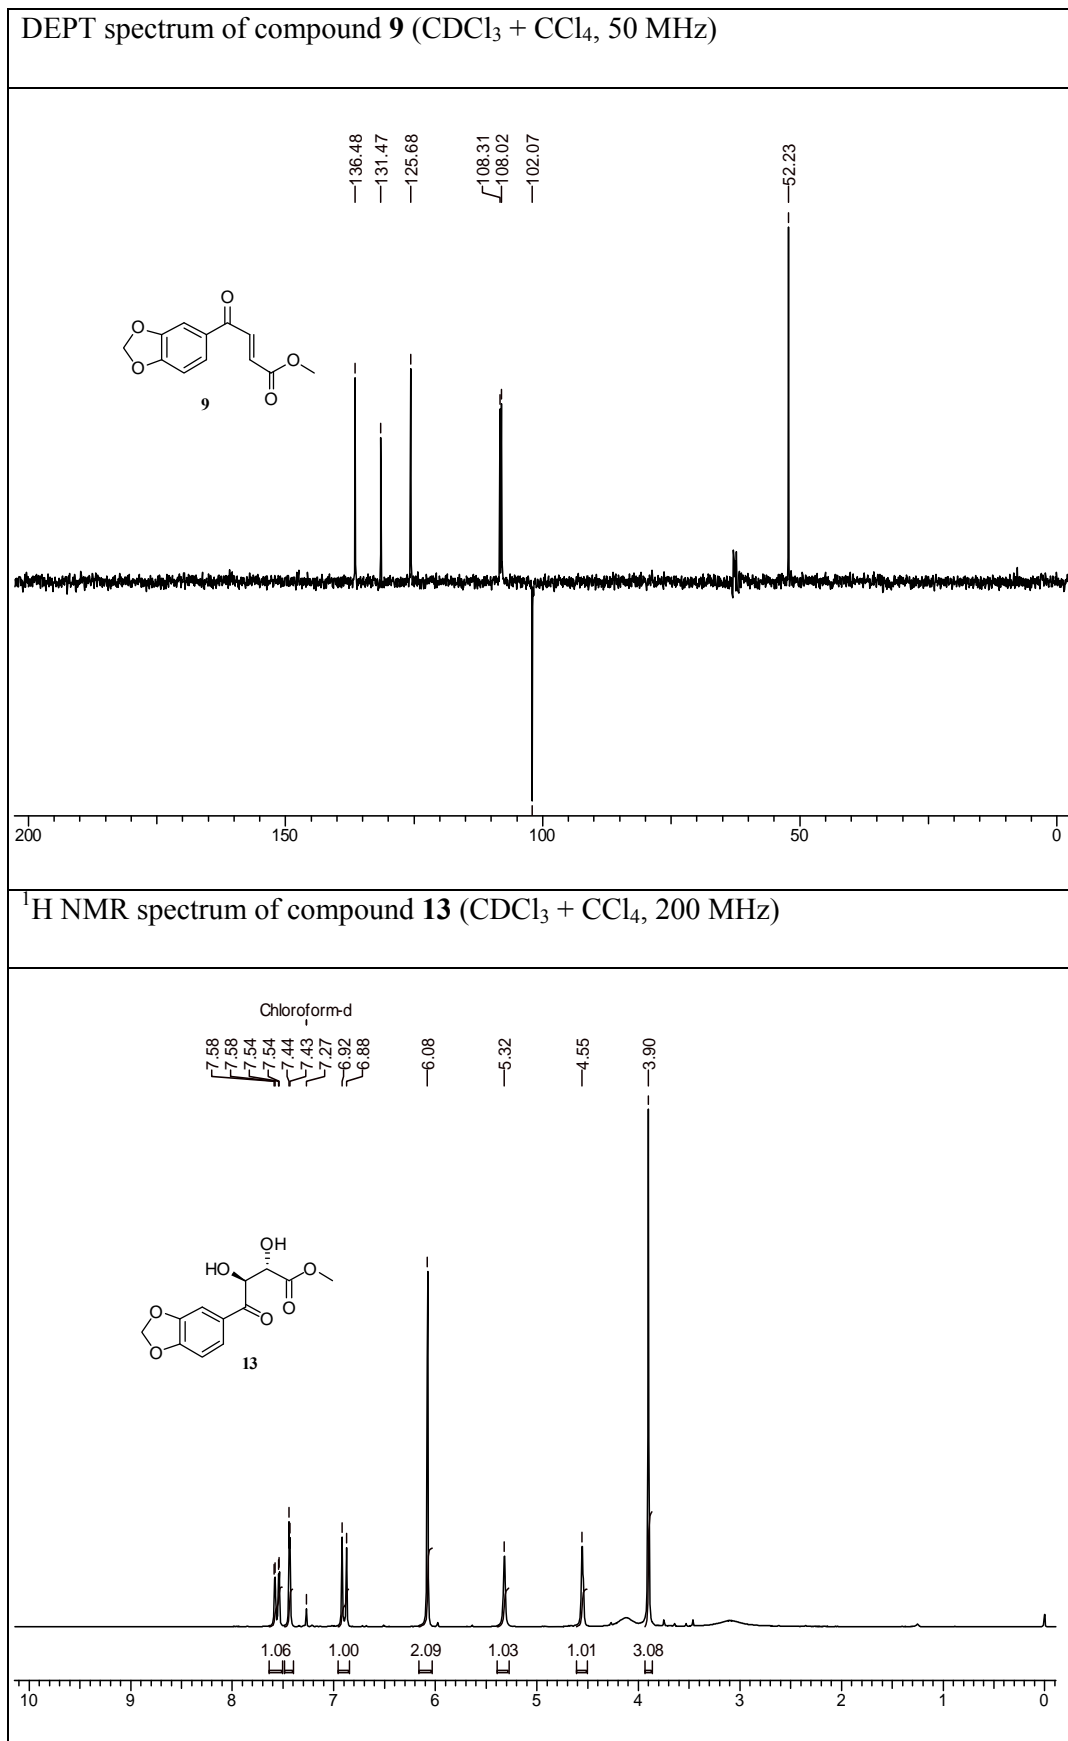 DEPT spectrum of compound 9 (CDCl₃ + CCl₄, 50 MHz)
136.48
131.47
125.68
108.31
108.02
102.07
52.23
O
O
O
O
O
9
200 150 100 50 0
¹H NMR spectrum of compound 13 (CDCl₃ + CCl₄, 200 MHz)
Chloroform-d
7.58
7.58
7.54
7.54
7.44
7.43
7.27
6.92
6.88
6.08
5.32
4.55
3.90
OH
HO
O
O
O
O
O
13
1.06 1.00 2.09 1.03 1.01 3.08
10 9 8 7 6 5 4 3 2 1 0